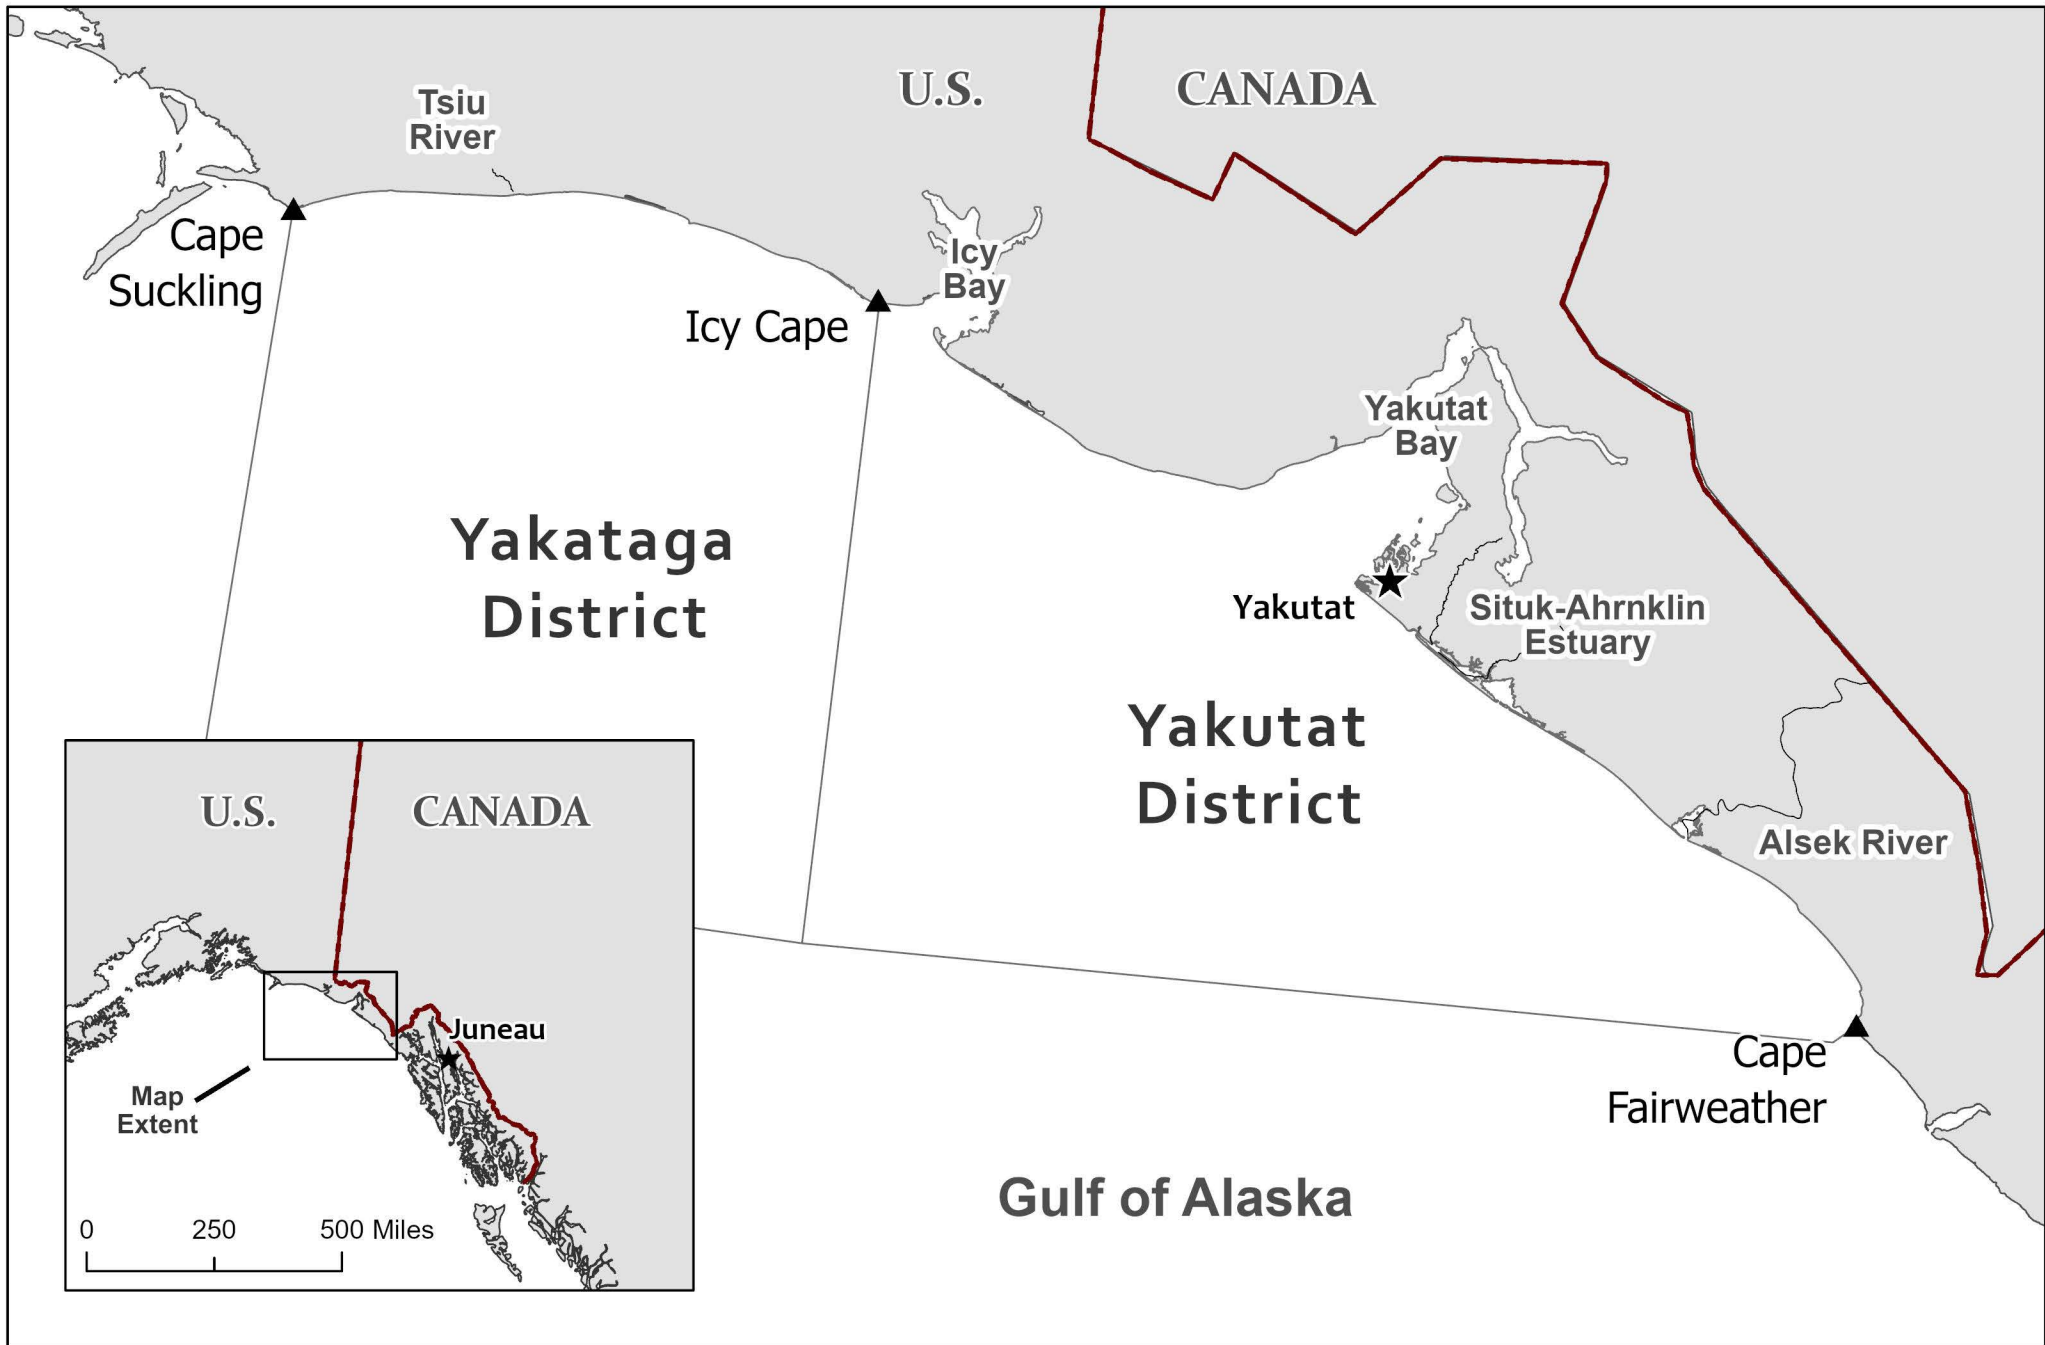 Tsiu
River
U.S.
CANADA
Cape
Suckling
Icy
Bay
Icy Cape
Yakutat
Bay
Yakataga
District
Yakutat
Situk-Ahrnklin
Estuary
Yakutat
District
Alsek River
Cape
Fairweather
Gulf of Alaska
U.S.
CANADA
Juneau
Map
Extent
0 250 500 Miles